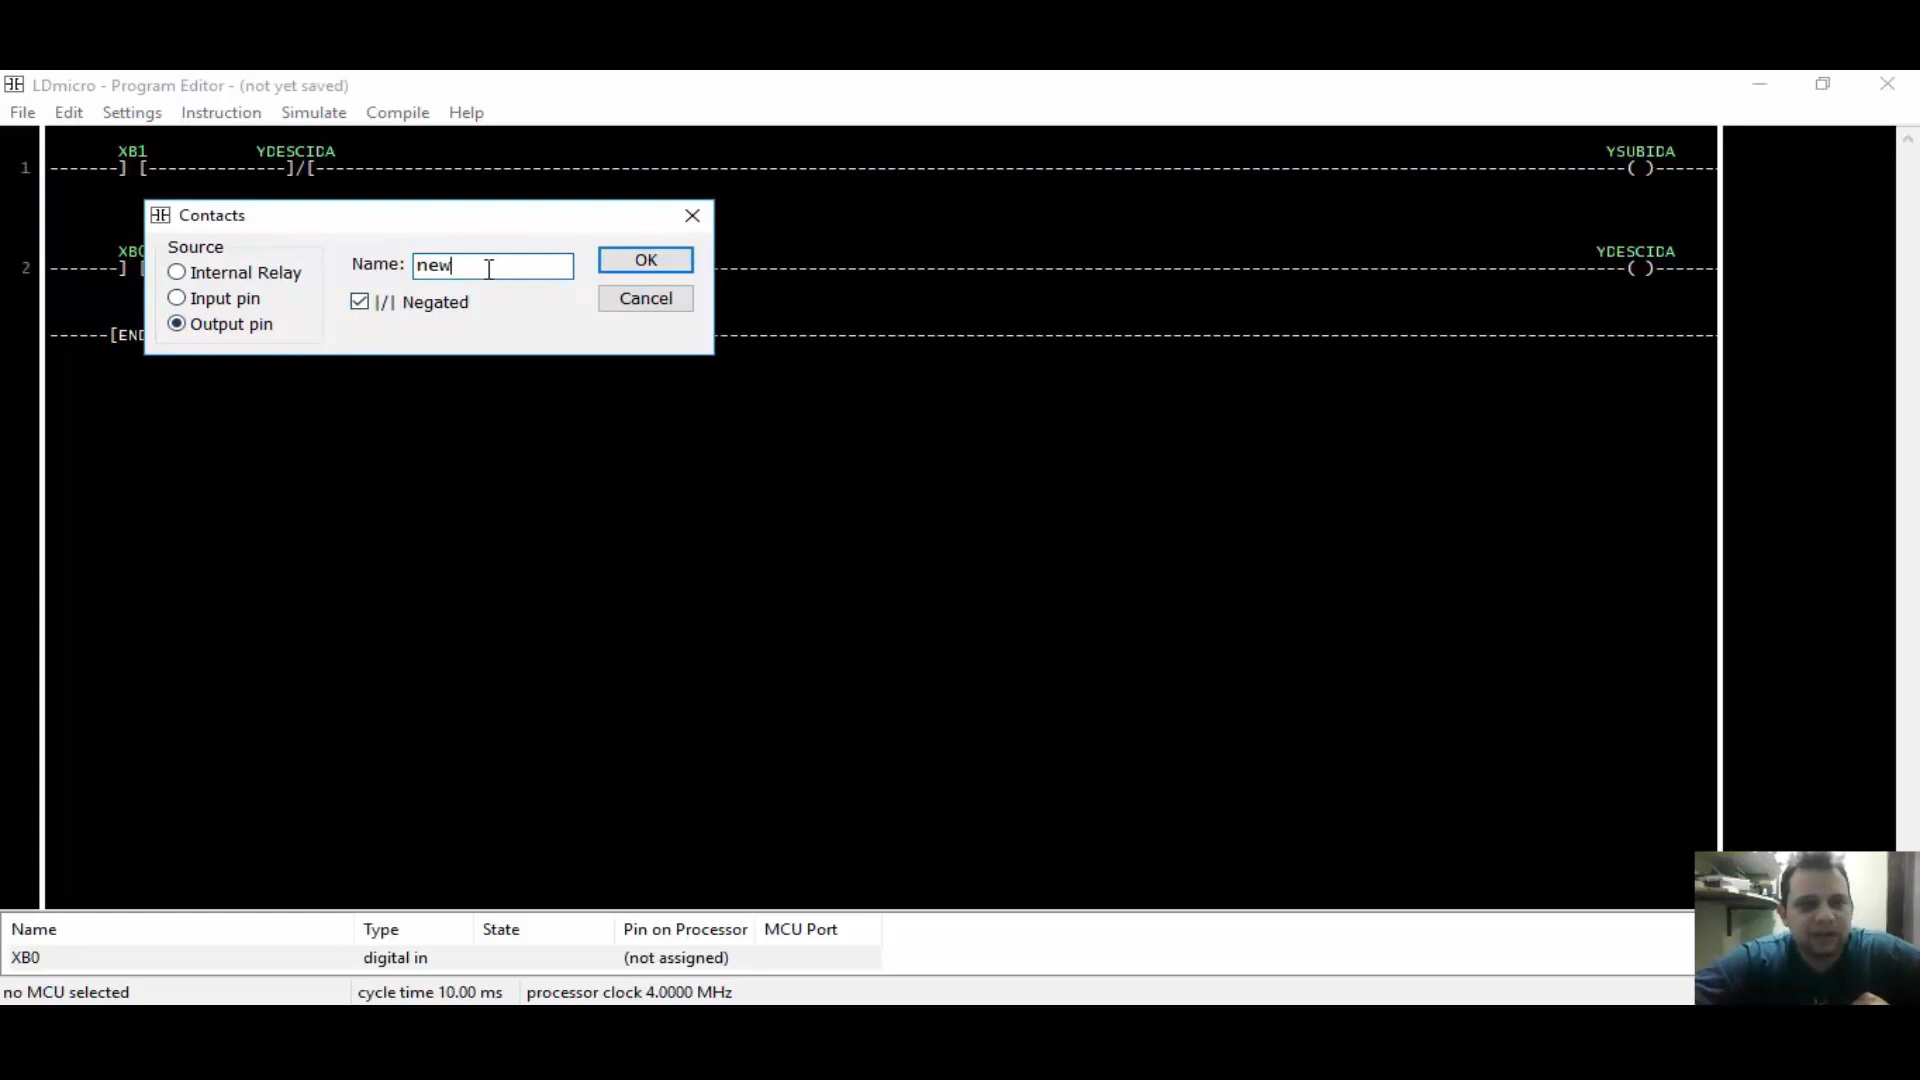 LDmicro - Program Editor - (not yet saved)
File Edit Settings Instruction Simulate Compile Help
XB1 YDESCIDA YSUBIDA
1 ------] [--------------]/[------( )------
Contacts
Source
Internal Relay
Input pin
Output pin
Name: new
|/| Negated
OK
Cancel
YDESCIDA
2 ------] [------( )------
------[END
Name Type State Pin on Processor MCU Port
XB0 digital in (not assigned)
no MCU selected cycle time 10.00 ms processor clock 4.0000 MHz